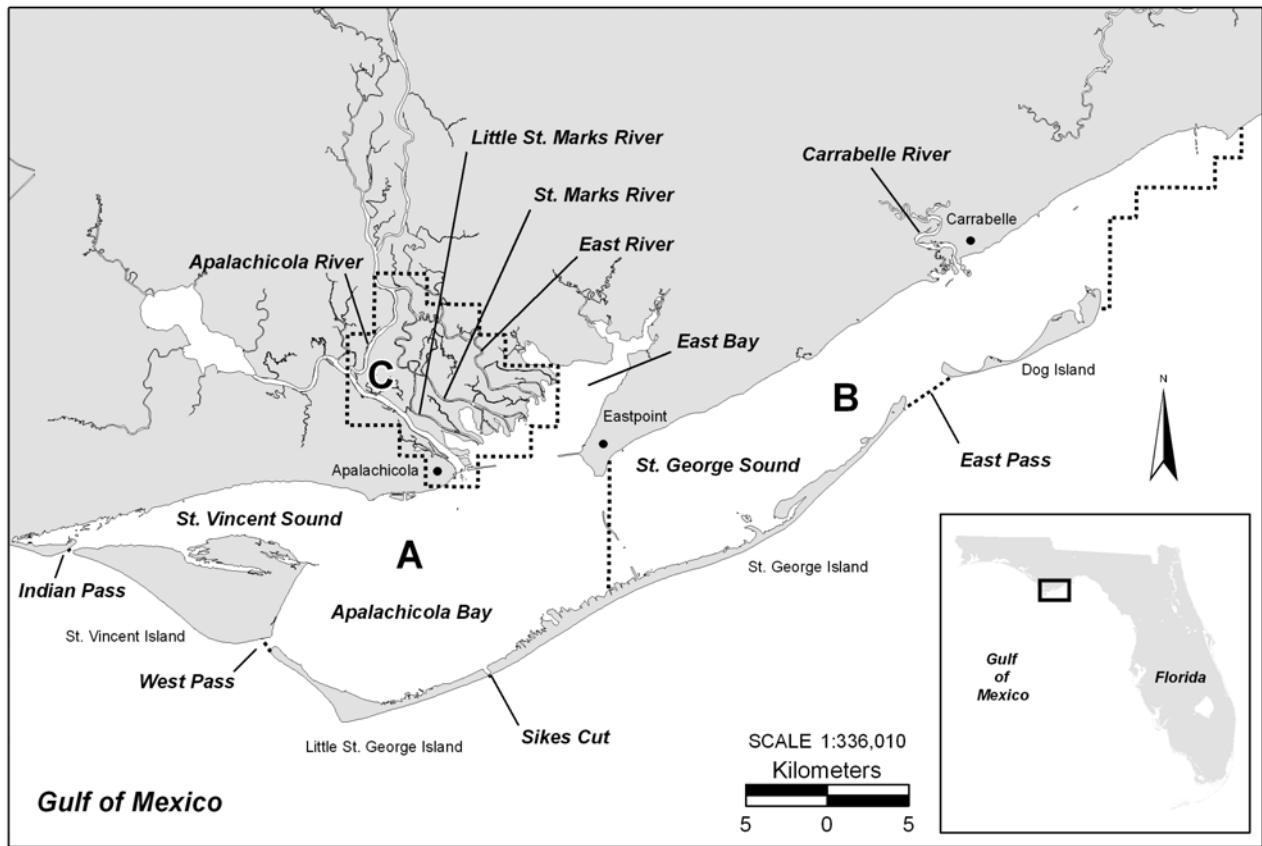 Little St. Marks River
St. Marks River
East River
Apalachicola River
Carrabelle River
Carrabelle
C
East Bay
Dog Island
B
N
Eastpoint
East Pass
Apalachicola
St. George Sound
St. Vincent Sound
A
St. George Island
Indian Pass
Apalachicola Bay
St. Vincent Island
West Pass
Little St. George Island
Sikes Cut
Gulf of Mexico
SCALE 1:336,010
Kilometers
5 0 5
Gulf
of
Mexico
Florida